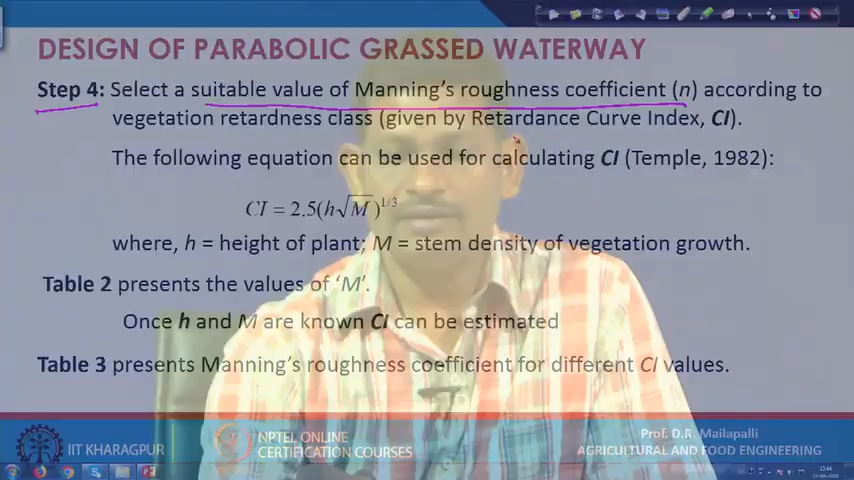 DESIGN OF PARABOLIC GRASSED WATERWAY
Step 4: Select a suitable value of Manning's roughness coefficient (n) according to
vegetation retardness class (given by Retardance Curve Index, CI).
The following equation can be used for calculating CI (Temple, 1982):
CI = 2.5(h√M)^1/3
where, h = height of plant; M = stem density of vegetation growth.
Table 2 presents the values of 'M'.
Once h and M are known CI can be estimated
Table 3 presents Manning's roughness coefficient for different CI values.
IIT KHARAGPUR
NPTEL ONLINE
CERTIFICATION COURSES
Prof. D.R. Mailapalli
AGRICULTURAL AND FOOD ENGINEERING